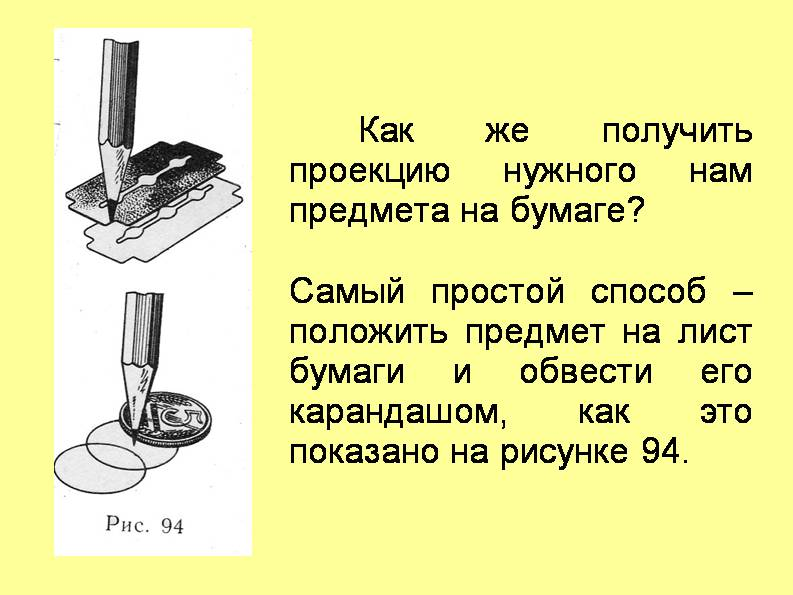 Как же получить
проекцию нужного нам
предмета на бумаге?
Самый простой способ –
положить предмет на лист
бумаги и обвести его
карандашом, как это
показано на рисунке 94.
5
Рис. 94